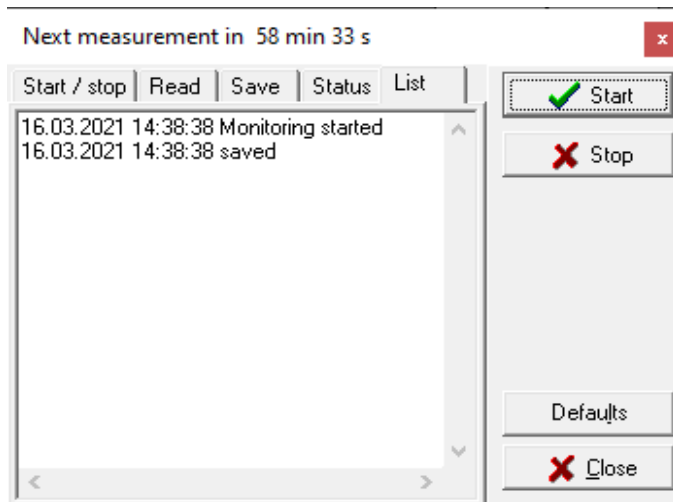 Next measurement in 58 min 33 s
x
Start / stop
Read
Save
Status
List
16.03.2021 14:38:38 Monitoring started
16.03.2021 14:38:38 saved
Start
Stop
Defaults
Close